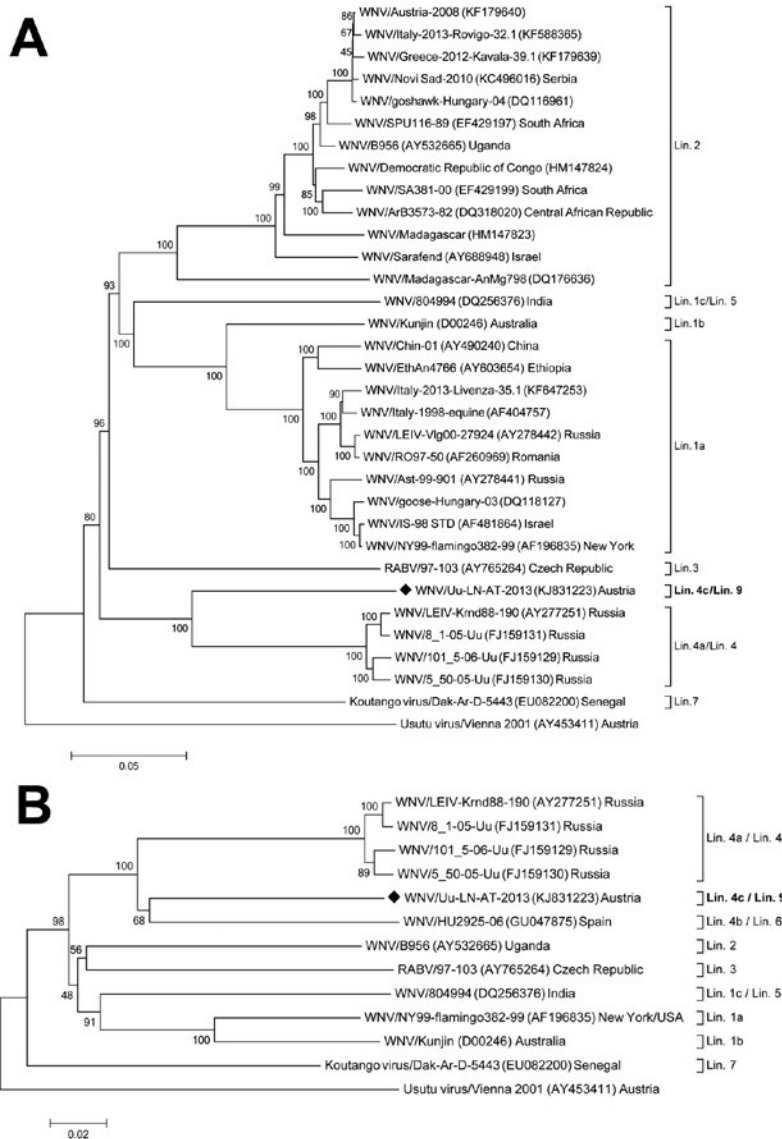 A
86
WNV/Austria-2008 (KF179640)
67
WNV/Italy-2013-Rovigo-32.1 (KF588365)
45
WNV/Greece-2012-Kavala-39.1 (KF179639)
100
WNV/Novi Sad-2010 (KC496016) Serbia
100
WNV/goshawk-Hungary-04 (DQ116961)
98
WNV/SPU116-89 (EF429197) South Africa
100
WNV/B956 (AY532665) Uganda
Lin. 2
WNV/Democratic Republic of Congo (HM147824)
99
85
WNV/SA381-00 (EF429199) South Africa
100
WNV/ArB3573-82 (DQ318020) Central African Republic
100
WNV/Madagascar (HM147823)
WNV/Sarafend (AY688948) Israel
93
WNV/Madagascar-AnMg798 (DQ176636)
WNV/804994 (DQ256376) India
Lin. 1c/Lin. 5
100
WNV/Kunjin (D00246) Australia
Lin.1b
100
100
WNV/Chin-01 (AY490240) China
WNV/EthAn4766 (AY603654) Ethiopia
90
WNV/Italy-2013-Livenza-35.1 (KF647253)
100
WNV/Italy-1998-equine (AF404757)
96
WNV/LEIV-Vlg00-27924 (AY278442) Russia
100
WNV/RO97-50 (AF260969) Romania
Lin. 1a
100
WNV/Ast-99-901 (AY278441) Russia
100
WNV/goose-Hungary-03 (DQ118127)
100
WNV/IS-98 STD (AF481864) Israel
100
WNV/NY99-flamingo382-99 (AF196835) New York
80
RABV/97-103 (AY765264) Czech Republic
Lin.3
WNV/Uu-LN-AT-2013 (KJ831223) Austria
Lin. 4c/Lin. 9
100
100
WNV/LEIV-Krnd88-190 (AY277251) Russia
WNV/8_1-05-Uu (FJ159131) Russia
Lin.4a/Lin. 4
100
WNV/101_5-06-Uu (FJ159129) Russia
100
WNV/5_50-05-Uu (FJ159130) Russia
Koutango virus/Dak-Ar-D-5443 (EU082200) Senegal
Lin.7
Usutu virus/Vienna 2001 (AY453411) Austria
0.05
B
100
WNV/LEIV-Krnd88-190 (AY277251) Russia
WNV/8_1-05-Uu (FJ159131) Russia
100
Lin. 4a / Lin. 4
WNV/101_5-06-Uu (FJ159129) Russia
100
89
WNV/5_50-05-Uu (FJ159130) Russia
WNV/Uu-LN-AT-2013 (KJ831223) Austria
Lin. 4c / Lin. 9
98
68
WNV/HU2925-06 (GU047875) Spain
Lin. 4b / Lin. 6
56
WNV/B956 (AY532665) Uganda
Lin. 2
RABV/97-103 (AY765264) Czech Republic
Lin. 3
48
WNV/804994 (DQ256376) India
Lin. 1c / Lin. 5
91
WNV/NY99-flamingo382-99 (AF196835) New York/USA
Lin. 1a
100
WNV/Kunjin (D00246) Australia
Lin. 1b
Koutango virus/Dak-Ar-D-5443 (EU082200) Senegal
Lin. 7
Usutu virus/Vienna 2001 (AY453411) Austria
0.02